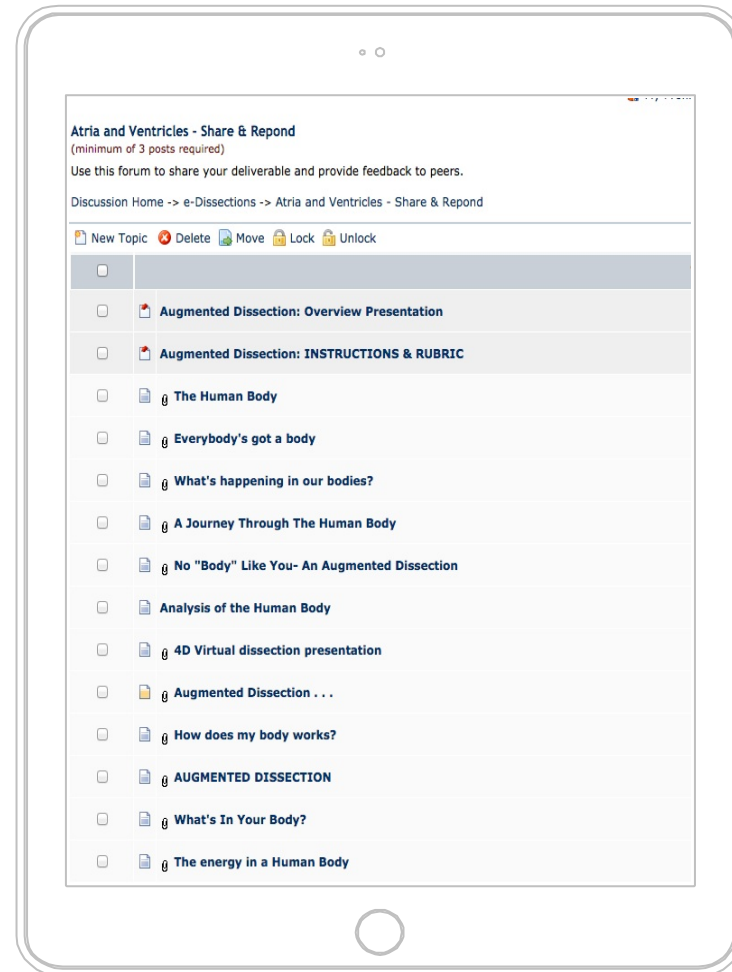 Atria and Ventricles - Share & Repond
(minimum of 3 posts required)
Use this forum to share your deliverable and provide feedback to peers.
Discussion Home -> e-Dissections -> Atria and Ventricles - Share & Repond
New Topic Delete Move Lock Unlock
Augmented Dissection: Overview Presentation
Augmented Dissection: INSTRUCTIONS & RUBRIC
The Human Body
Everybody's got a body
What's happening in our bodies?
A Journey Through The Human Body
No "Body" Like You- An Augmented Dissection
Analysis of the Human Body
4D Virtual dissection presentation
Augmented Dissection . . .
How does my body works?
AUGMENTED DISSECTION
What's In Your Body?
The energy in a Human Body